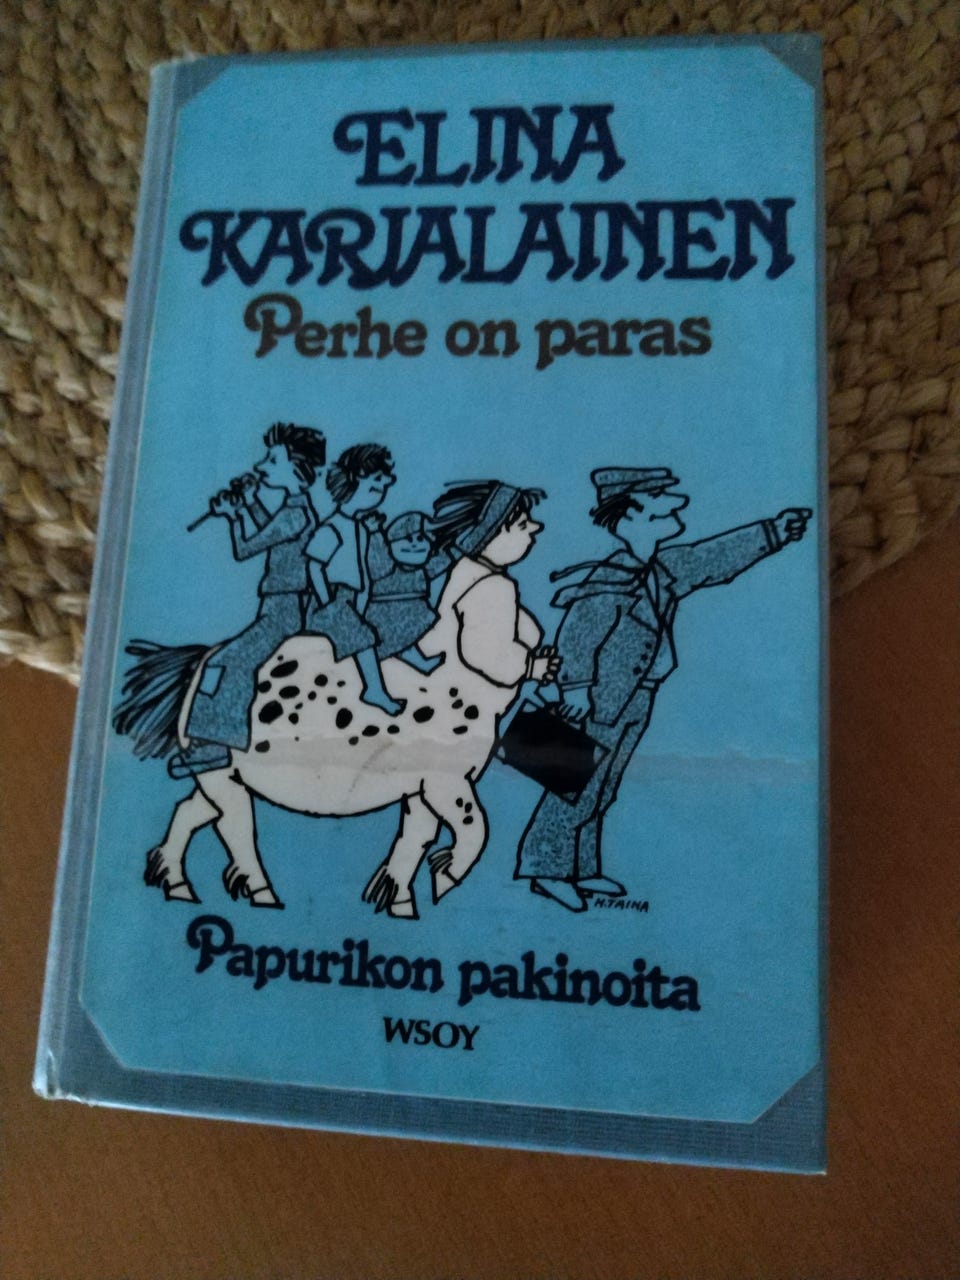 ELINA
KARJALAINEN
Perhe on paras
H.TAINA
Papurikon pakinoita
WSOY